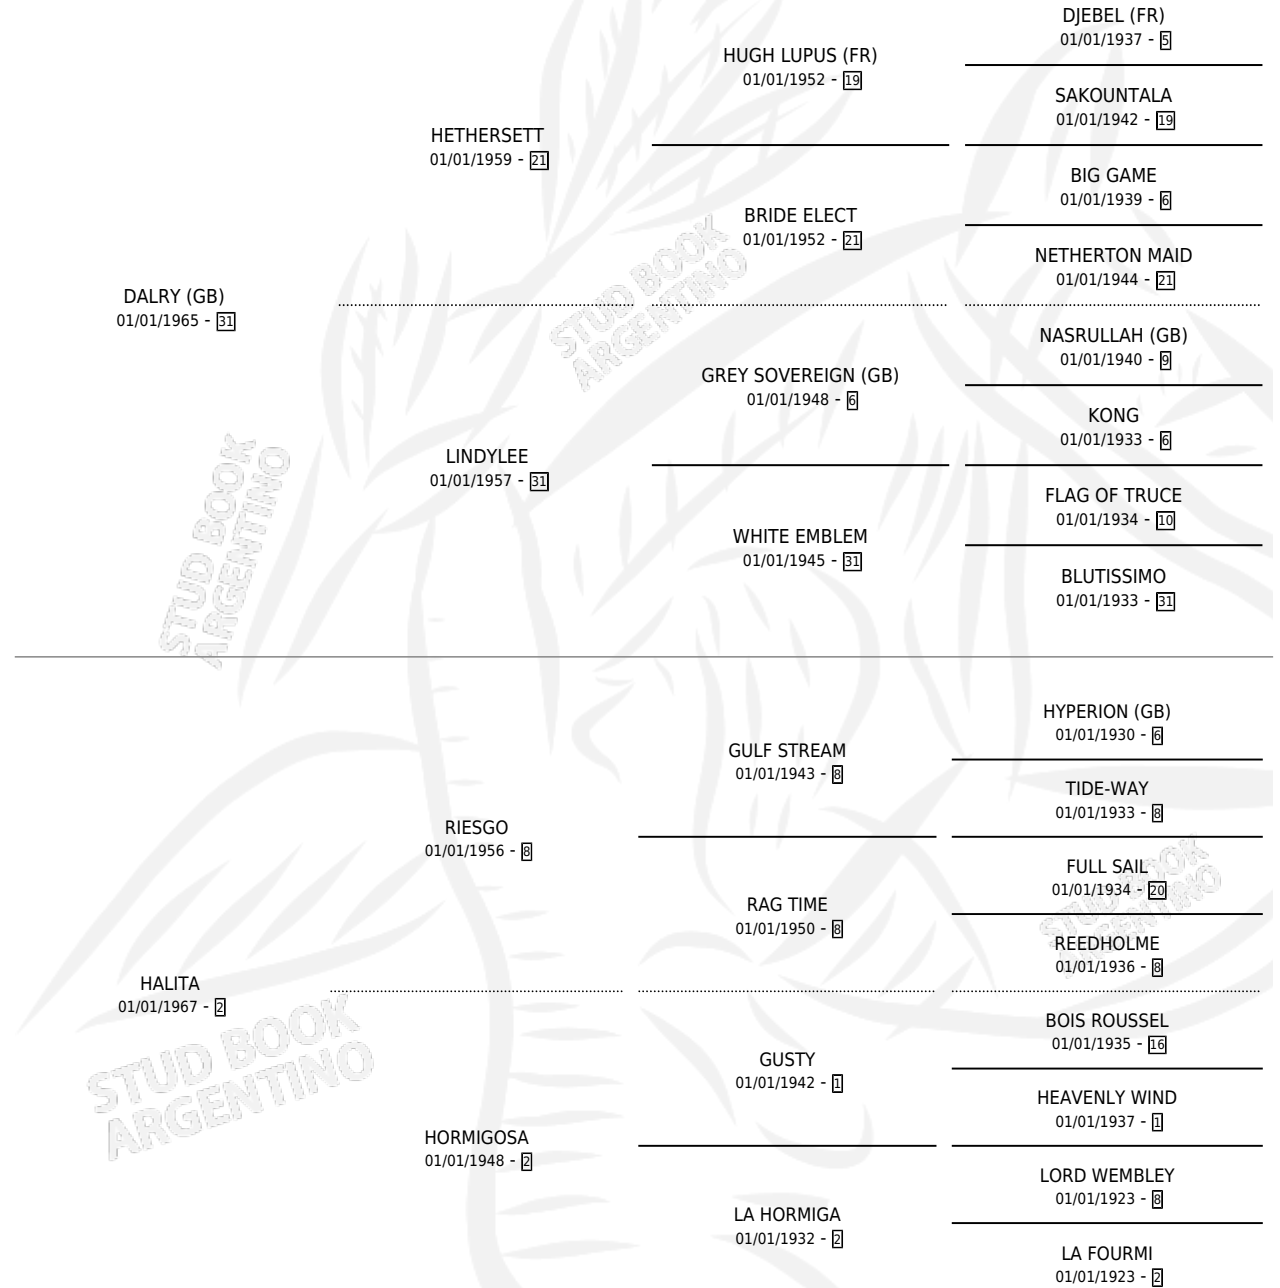 DJEBEL (FR)
01/01/1937 - 5
HUGH LUPUS (FR)
01/01/1952 - 19
SAKOUNTALA
01/01/1942 - 19
HETHERSETT
01/01/1959 - 21
BIG GAME
01/01/1939 - 6
BRIDE ELECT
01/01/1952 - 21
NETHERTON MAID
01/01/1944 - 21
STUD BOOK
ARGENTINO
DALRY (GB)
01/01/1965 - 31
NASRULLAH (GB)
01/01/1940 - 9
GREY SOVEREIGN (GB)
01/01/1948 - 6
KONG
01/01/1933 - 6
LINDYLEE
01/01/1957 - 31
FLAG OF TRUCE
01/01/1934 - 10
WHITE EMBLEM
01/01/1945 - 31
BLUTISSIMO
01/01/1933 - 31
STUD BOOK
ARGENTINO
HYPERION (GB)
01/01/1930 - 6
GULF STREAM
01/01/1943 - 8
TIDE-WAY
01/01/1933 - 8
RIESGO
01/01/1956 - 8
FULL SAIL
01/01/1934 - 20
RAG TIME
01/01/1950 - 8
REEDHOLME
01/01/1936 - 8
STUD BOOK
ARGENTINO
HALITA
01/01/1967 - 2
BOIS ROUSSEL
01/01/1935 - 16
GUSTY
01/01/1942 - 1
HEAVENLY WIND
01/01/1937 - 1
STUD BOOK
ARGENTINO
HORMIGOSA
01/01/1948 - 2
LORD WEMBLEY
01/01/1923 - 8
LA HORMIGA
01/01/1932 - 2
LA FOURMI
01/01/1923 - 2